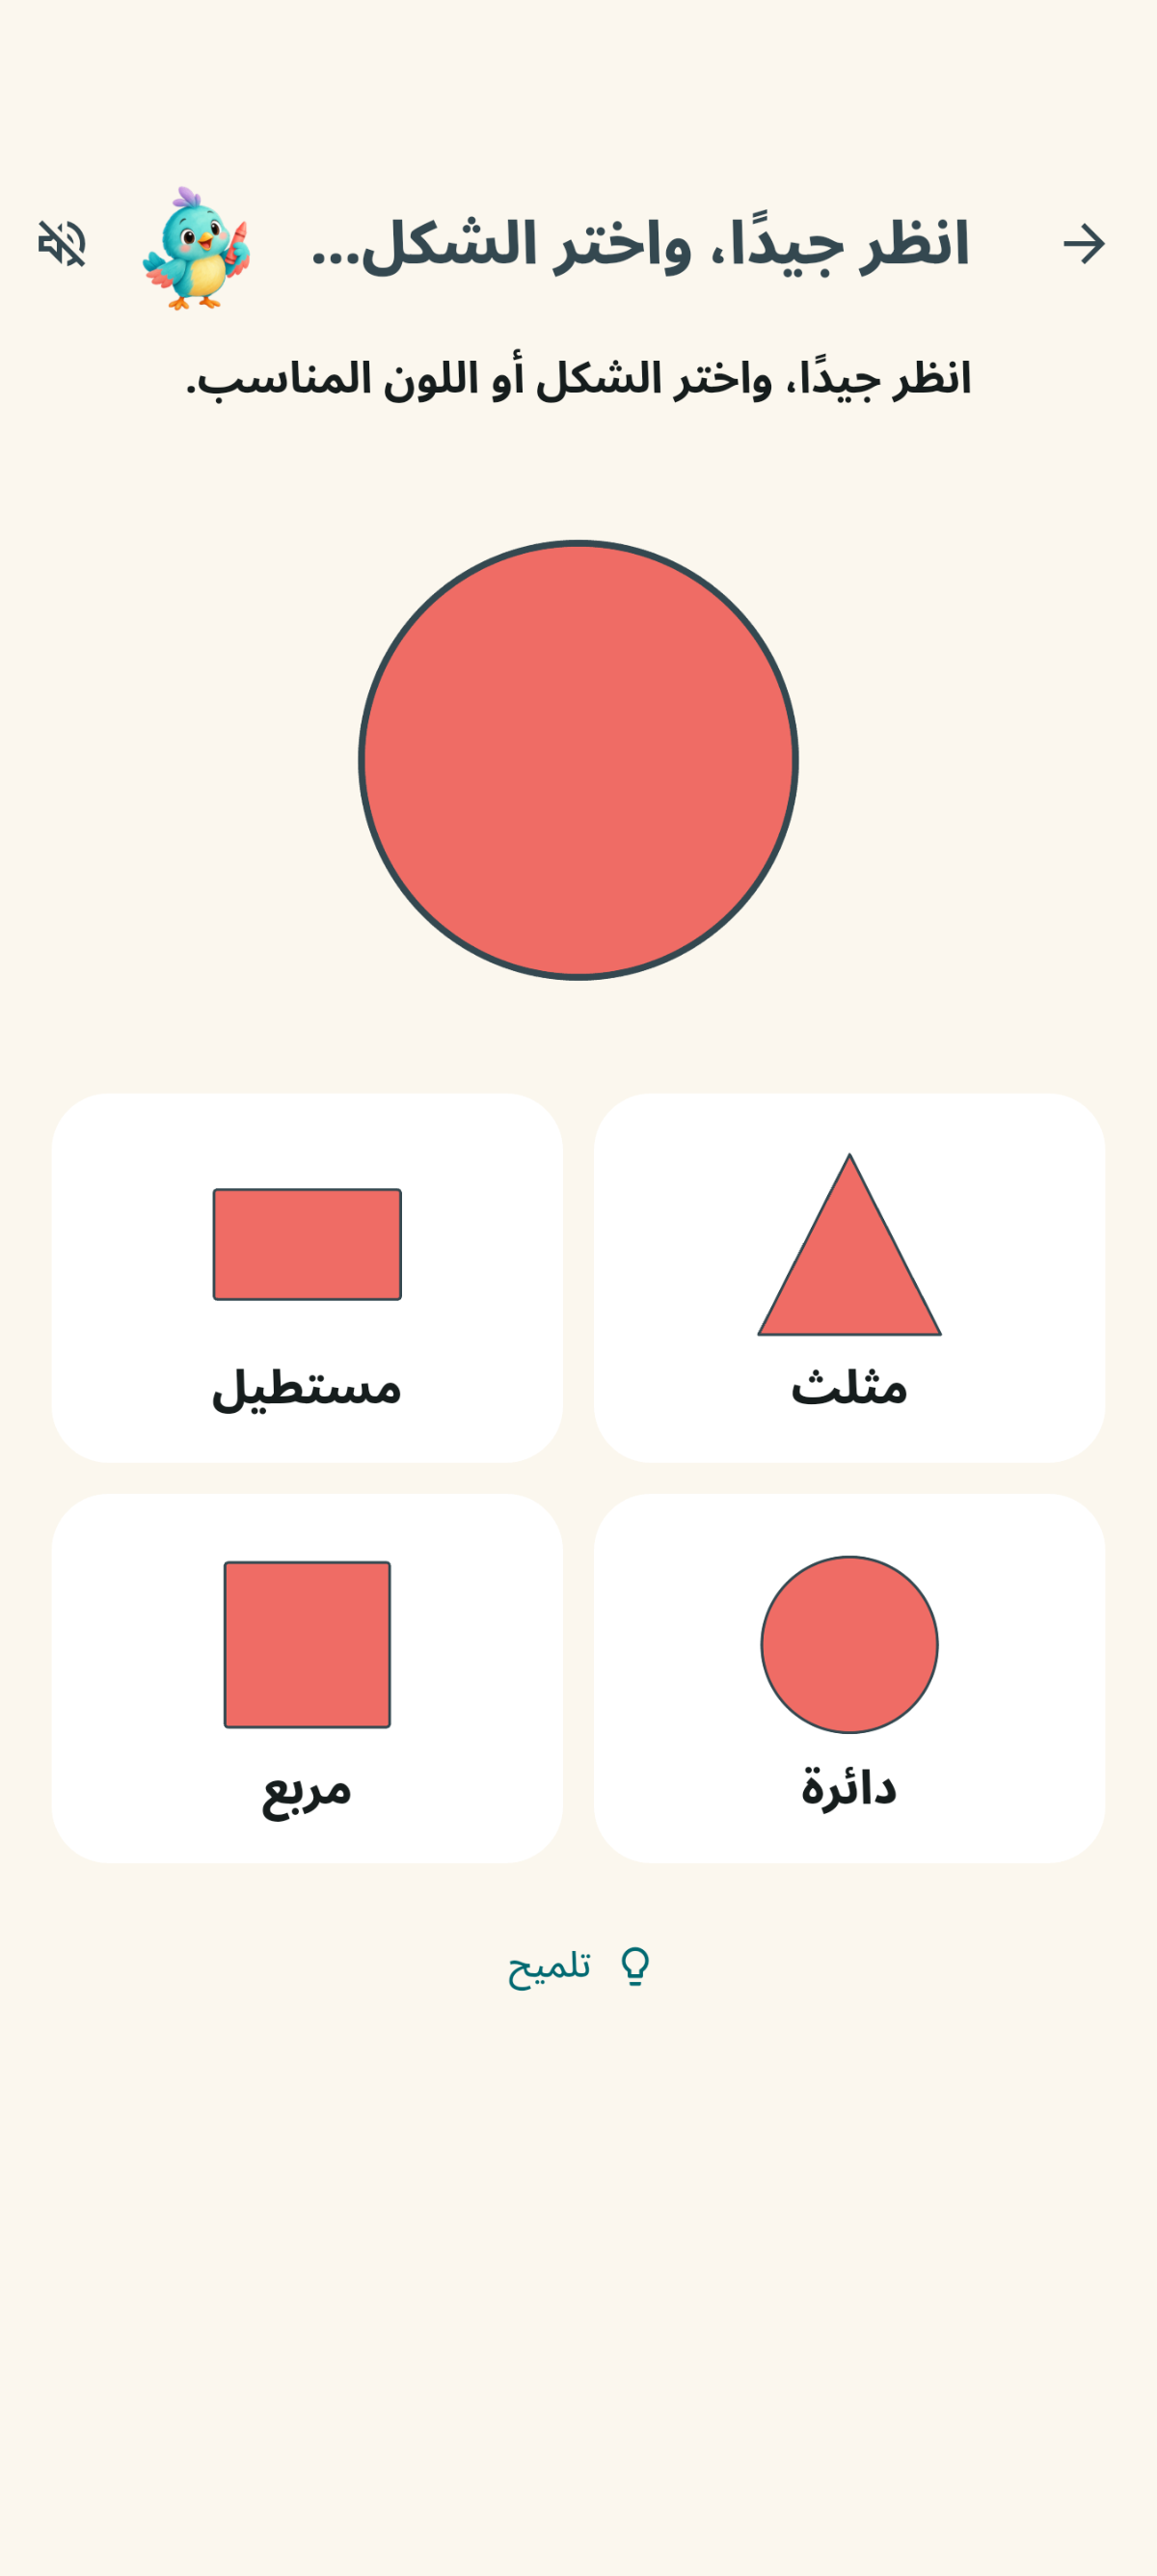 انظر جيدًا، واختر الشكل...
انظر جيدًا، واختر الشكل أو اللون المناسب.
مثلث
مستطيل
دائرة
مربع
تلميح